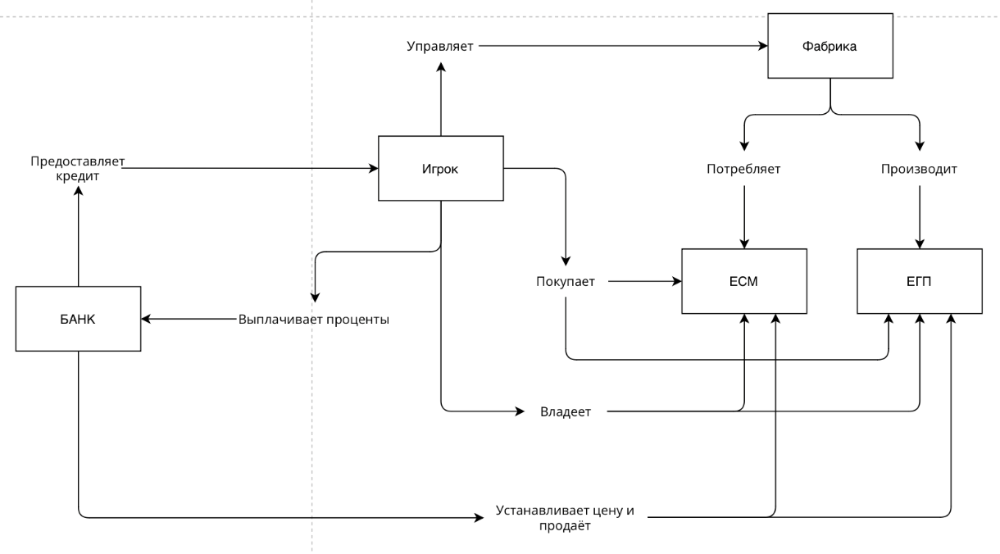 Управляет
Фабрика
Предоставляет
кредит
Игрок
Потребляет
Производит
Покупает
ЕСМ
ЕГП
БАНК
Выплачивает проценты
Владеет
Устанавливает цену и
продаёт